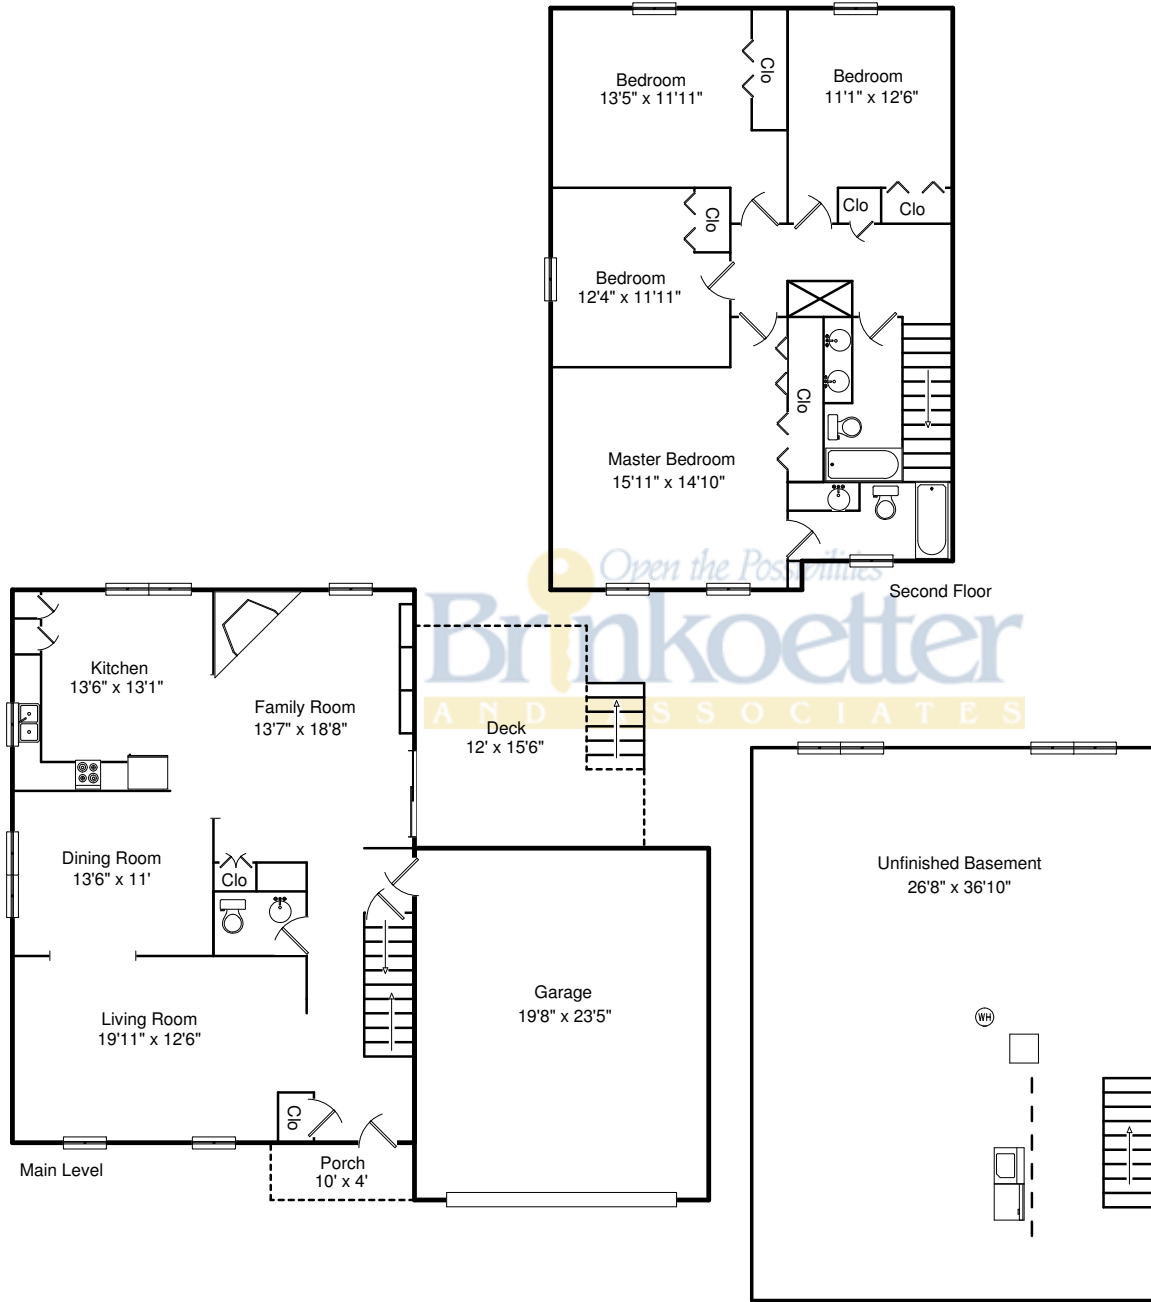 Bedroom
13'5" x 11'11"
Clo
Bedroom
11'1" x 12'6"
Clo
Clo
Clo
Bedroom
12'4" x 11'11"
Clo
Master Bedroom
15'11" x 14'10"
Second Floor
Open the Possibilities
Brinkoetter
AND ASSOCIATES
Kitchen
13'6" x 13'1"
Family Room
13'7" x 18'8"
Deck
12' x 15'6"
Dining Room
13'6" x 11'
Clo
Living Room
19'11" x 12'6"
Garage
19'8" x 23'5"
Clo
Porch
10' x 4'
Main Level
Unfinished Basement
26'8" x 36'10"
WH